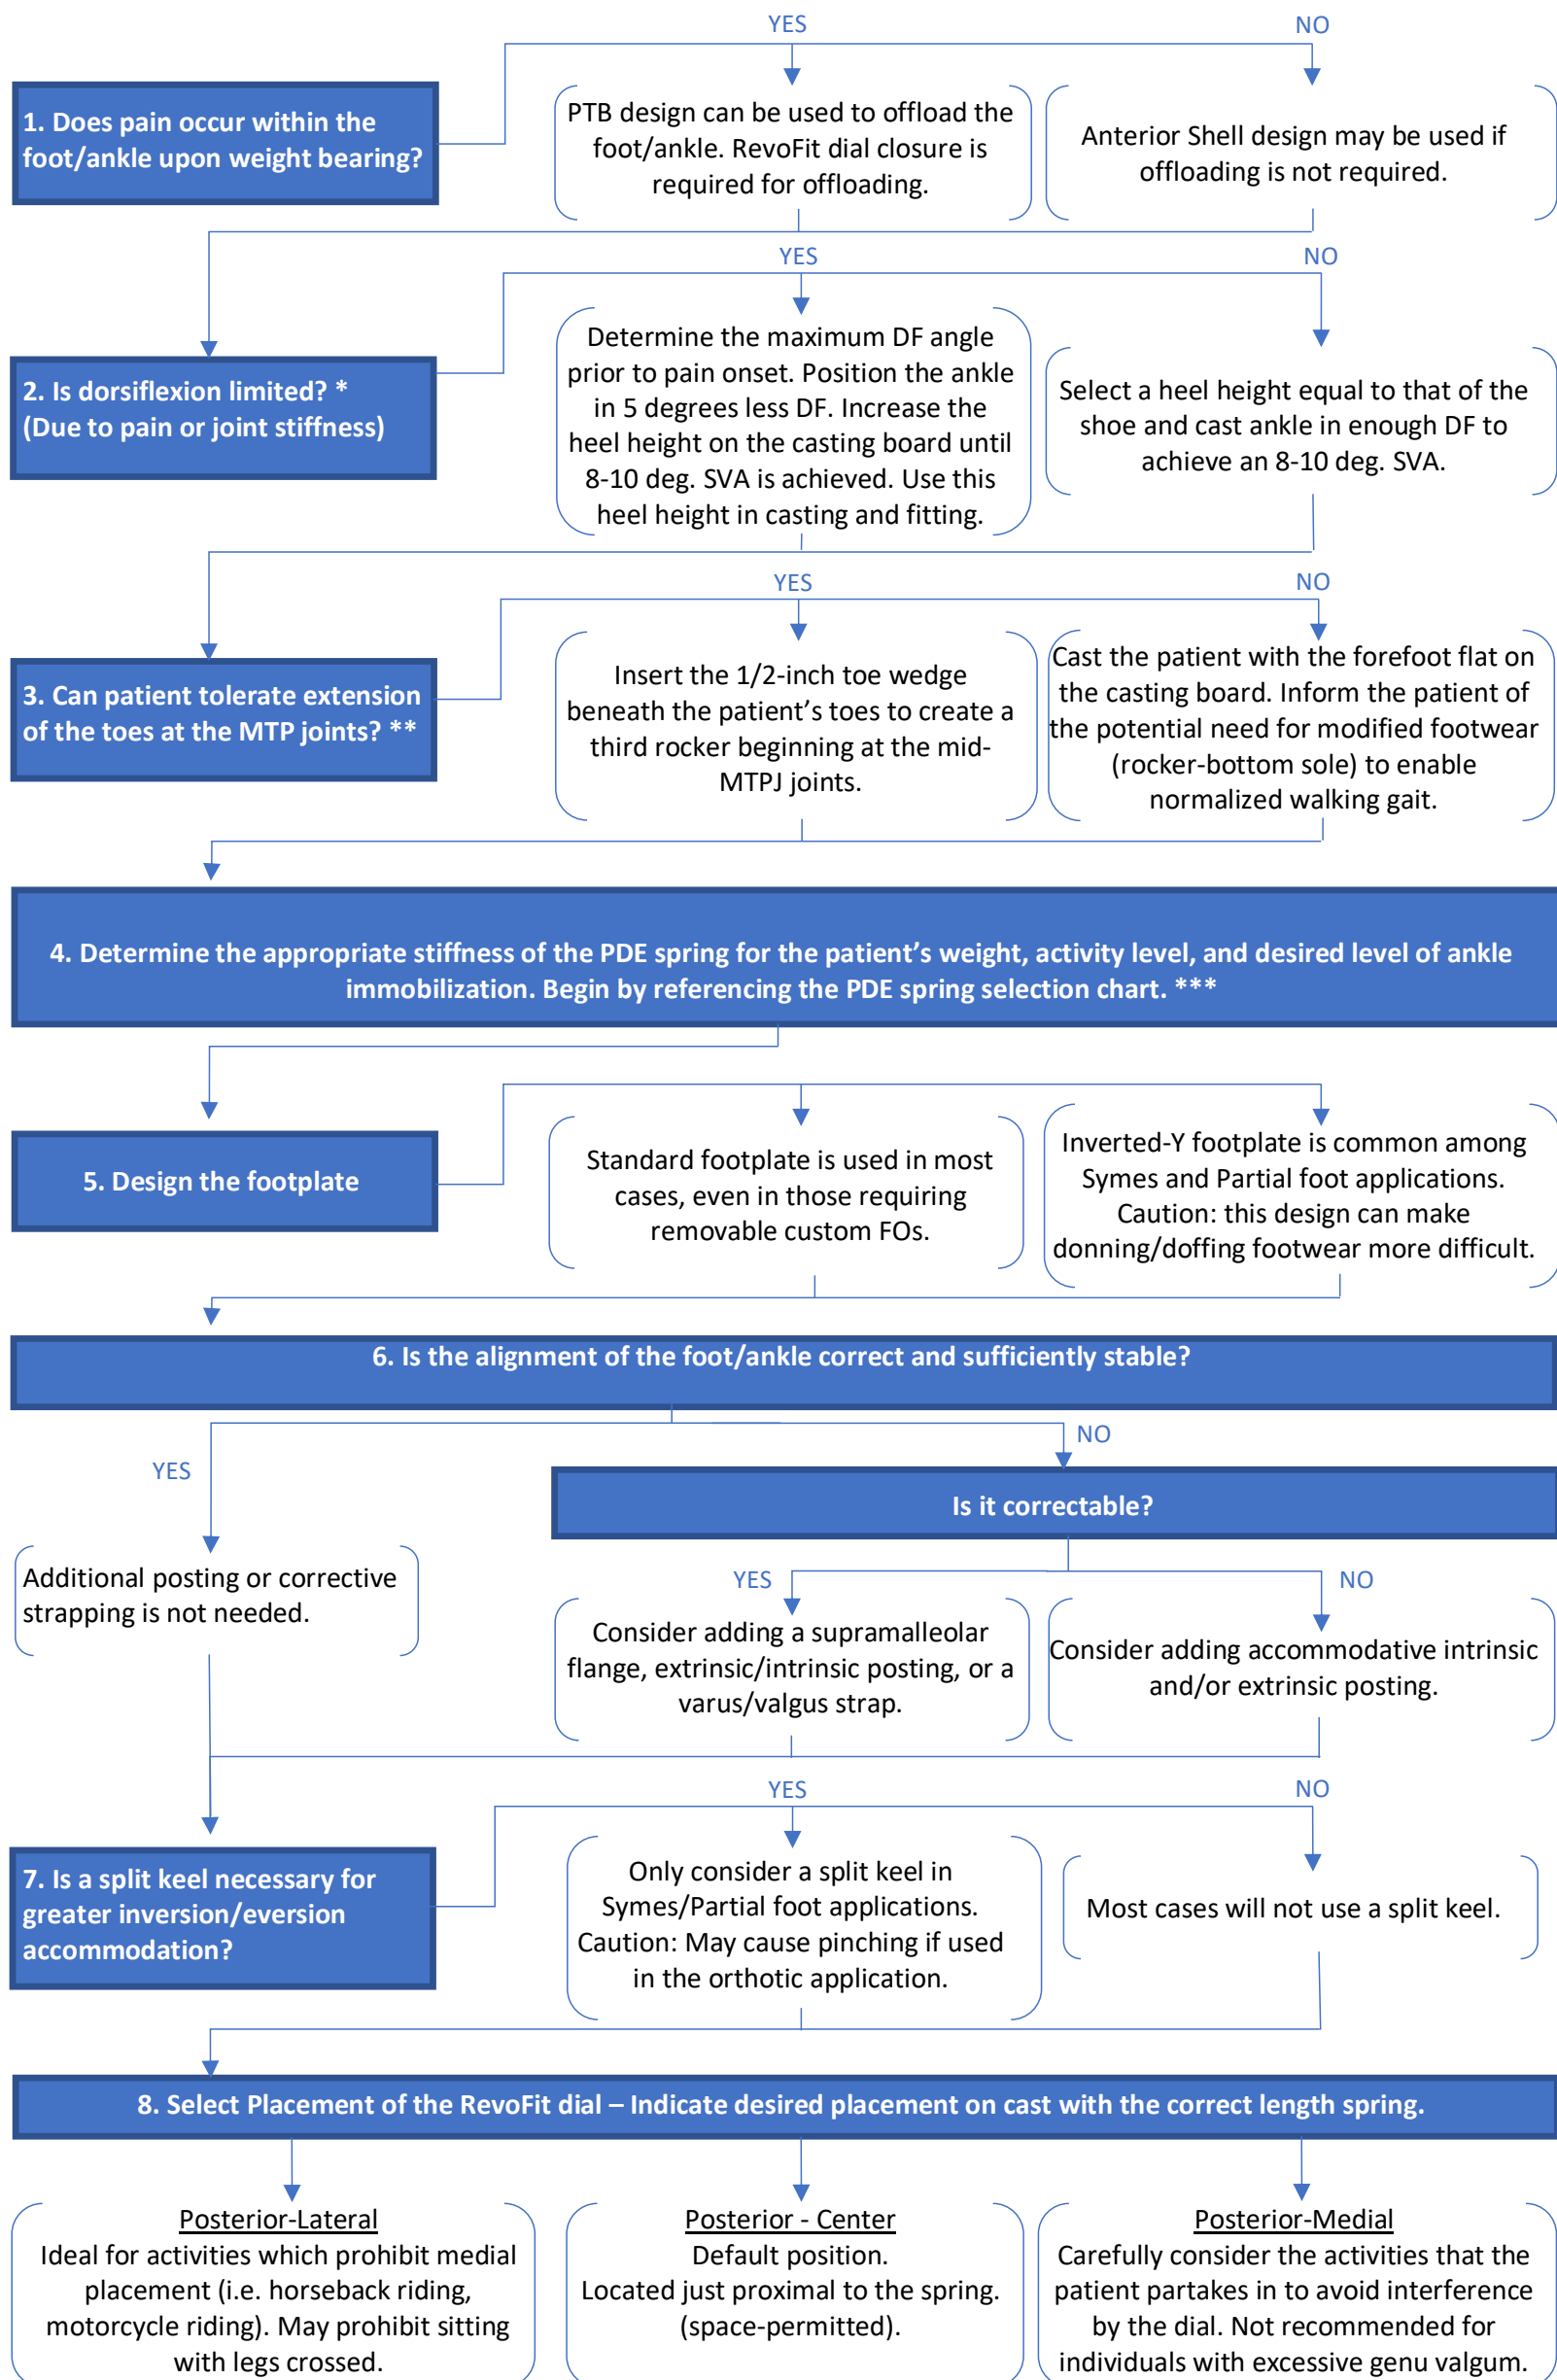 YES
NO
1. Does pain occur within the
foot/ankle upon weight bearing?
PTB design can be used to offload the
foot/ankle. RevoFit dial closure is
required for offloading.
Anterior Shell design may be used if
offloading is not required.
YES
NO
2. Is dorsiflexion limited? *
(Due to pain or joint stiffness)
Determine the maximum DF angle
prior to pain onset. Position the ankle
in 5 degrees less DF. Increase the
heel height on the casting board until
8-10 deg. SVA is achieved. Use this
heel height in casting and fitting.
Select a heel height equal to that of the
shoe and cast ankle in enough DF to
achieve an 8-10 deg. SVA.
YES
NO
3. Can patient tolerate extension
of the toes at the MTP joints? **
Insert the 1/2-inch toe wedge
beneath the patient’s toes to create a
third rocker beginning at the mid-
MTPJ joints.
Cast the patient with the forefoot flat on
the casting board. Inform the patient of
the potential need for modified footwear
(rocker-bottom sole) to enable
normalized walking gait.
4. Determine the appropriate stiffness of the PDE spring for the patient’s weight, activity level, and desired level of ankle
immobilization. Begin by referencing the PDE spring selection chart. ***
5. Design the footplate
Standard footplate is used in most
cases, even in those requiring
removable custom FOs.
Inverted-Y footplate is common among
Symes and Partial foot applications.
Caution: this design can make
donning/doffing footwear more difficult.
6. Is the alignment of the foot/ankle correct and sufficiently stable?
YES
NO
Is it correctable?
Additional posting or corrective
strapping is not needed.
YES
NO
Consider adding a supramalleolar
flange, extrinsic/intrinsic posting, or a
varus/valgus strap.
Consider adding accommodative intrinsic
and/or extrinsic posting.
YES
NO
7. Is a split keel necessary for
greater inversion/eversion
accommodation?
Only consider a split keel in
Symes/Partial foot applications.
Caution: May cause pinching if used
in the orthotic application.
Most cases will not use a split keel.
8. Select Placement of the RevoFit dial – Indicate desired placement on cast with the correct length spring.
Posterior-Lateral
Ideal for activities which prohibit medial
placement (i.e. horseback riding,
motorcycle riding). May prohibit sitting
with legs crossed.
Posterior - Center
Default position.
Located just proximal to the spring.
(space-permitted).
Posterior-Medial
Carefully consider the activities that the
patient partakes in to avoid interference
by the dial. Not recommended for
individuals with excessive genu valgum.